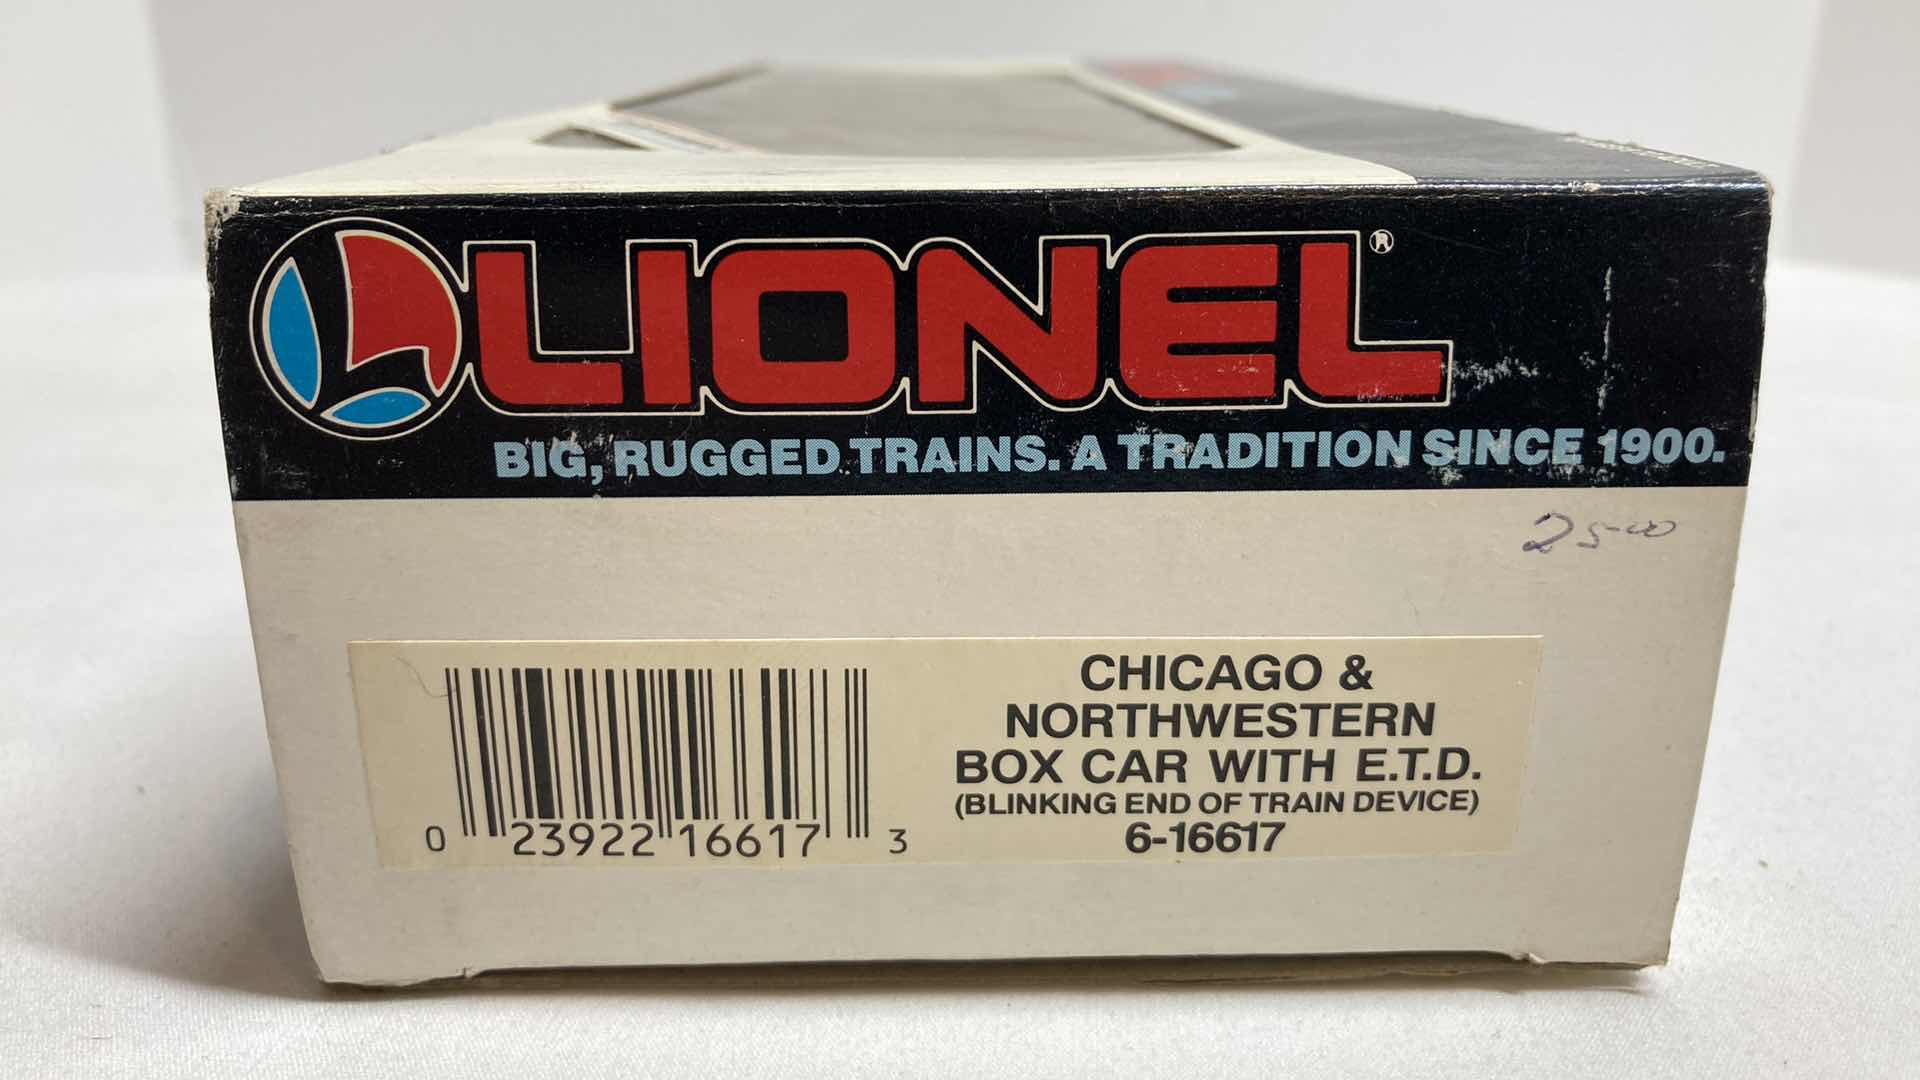 LIONEL®
BIG, RUGGED TRAINS. A TRADITION SINCE 1900.
25.00
CHICAGO &
NORTHWESTERN
BOX CAR WITH E.T.D.
(BLINKING END OF TRAIN DEVICE)
6-16617
0 23922 16617 3